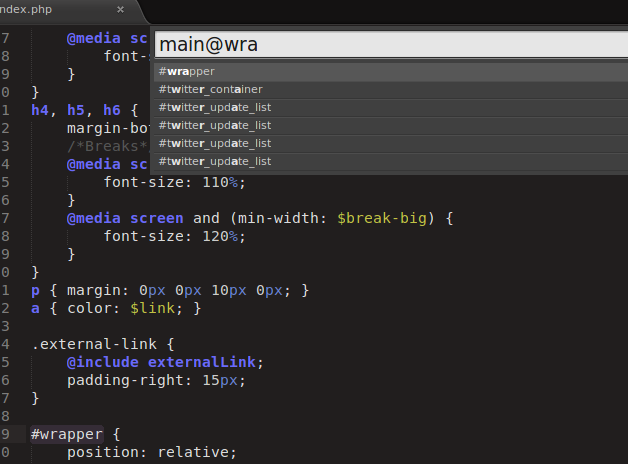 ndex.php ×
main@wra
#wrapper
#twitter_container
#twitter_update_list
#twitter_update_list
#twitter_update_list
#twitter_update_list
7 @media sc
8 font-
9 }
0 }
1 h4, h5, h6 {
2 margin-bo
3 /*Breaks*
4 @media sc
5 font-size: 110%;
6 }
7 @media screen and (min-width: $break-big) {
8 font-size: 120%;
9 }
0 }
1 p { margin: 0px 0px 10px 0px; }
2 a { color: $link; }
3
4 .external-link {
5 @include externalLink;
6 padding-right: 15px;
7 }
8
9 #wrapper {
0 position: relative;